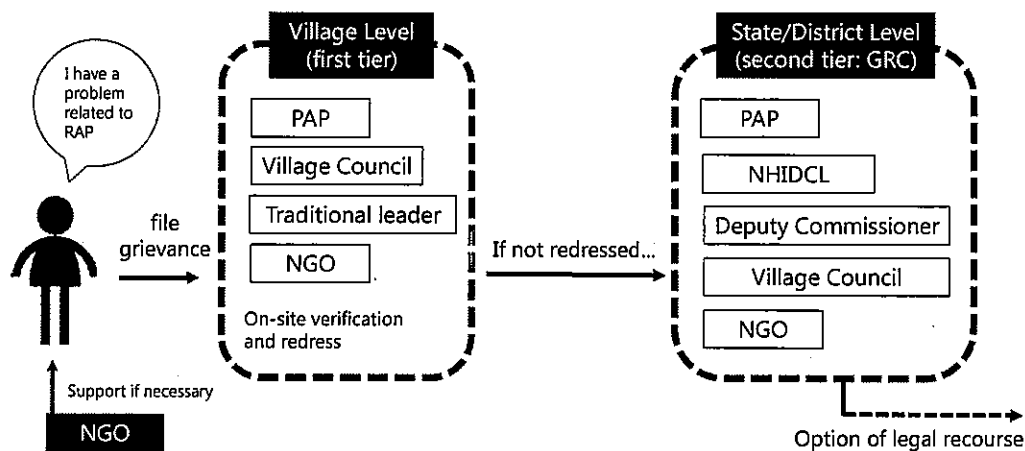 I have a
problem
related to
RAP
file
grievance
Support if necessary
NGO
Village Level
(first tier)
PAP
Village Council
Traditional leader
NGO
On-site verification
and redress
If not redressed...
State/District Level
(second tier: GRC)
PAP
NHIDCL
Deputy Commissioner
Village Council
NGO
Option of legal recourse